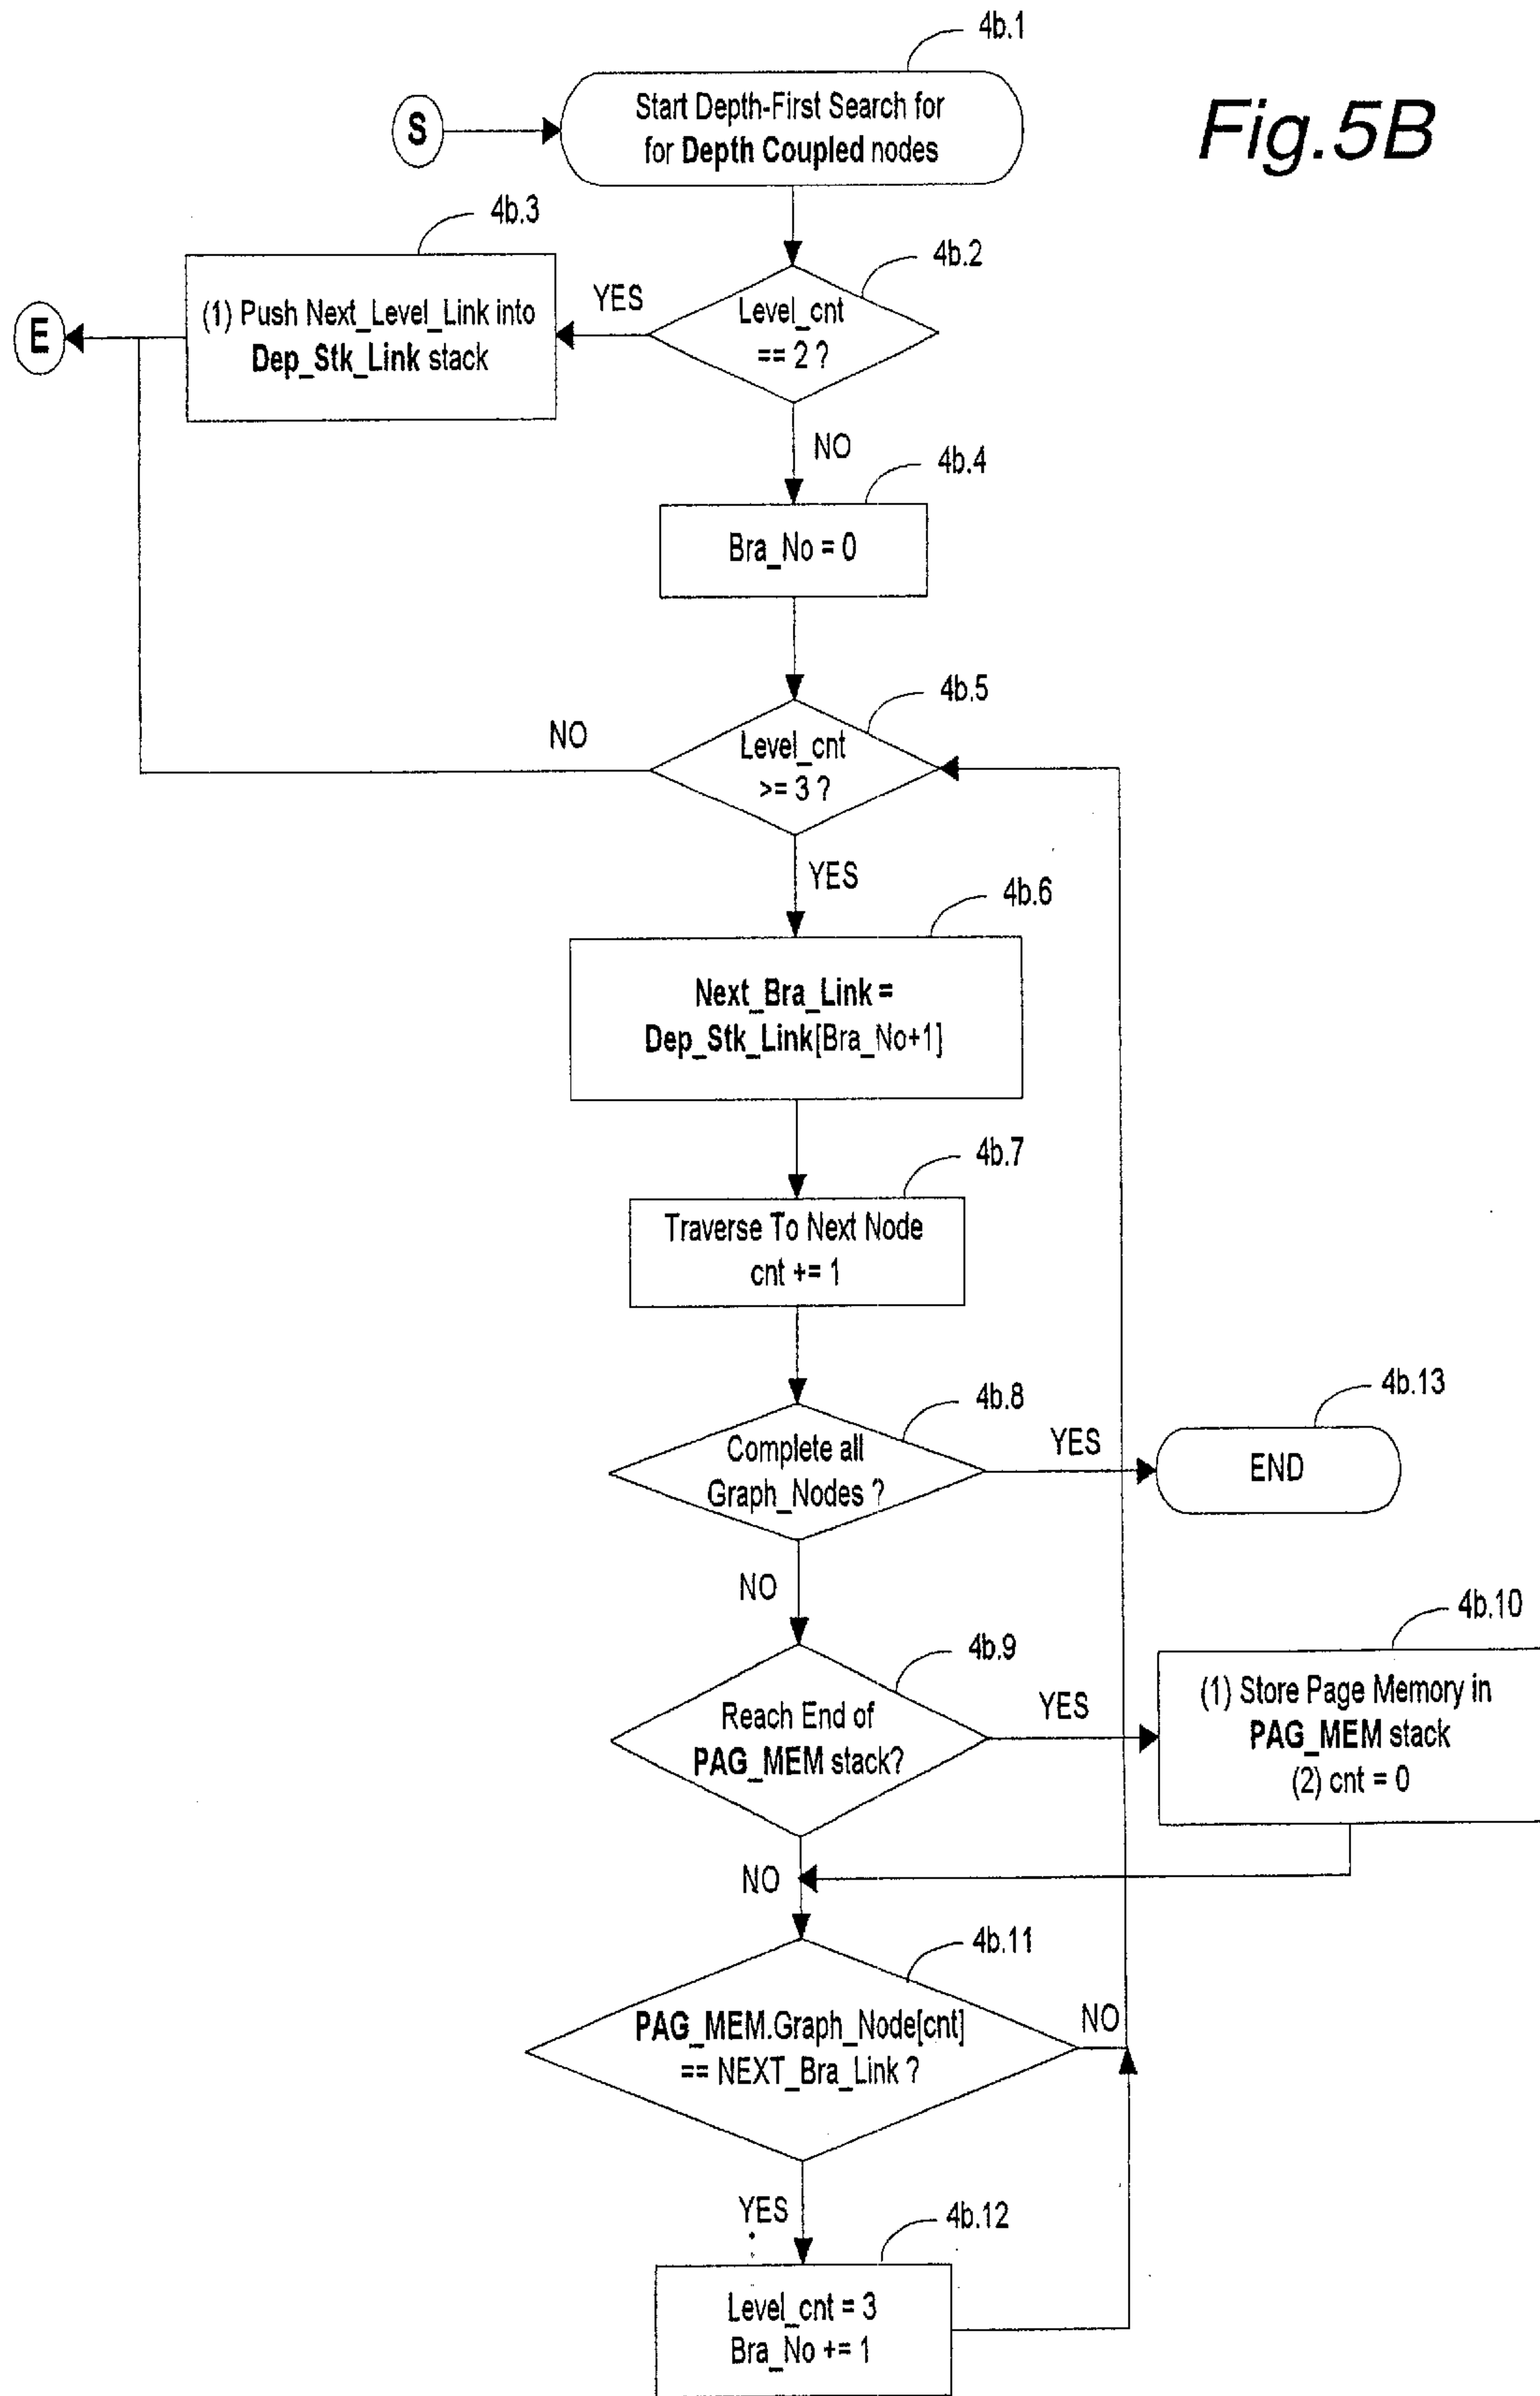 4b.1
S
Start Depth-First Search for
for Depth Coupled nodes
Fig.5B
4b.3
4b.2
E
(1) Push Next_Level_Link into
Dep_Stk_Link stack
YES
Level_cnt
== 2 ?
NO
4b.4
Bra_No = 0
4b.5
NO
Level_cnt
>= 3 ?
YES
4b.6
Next_Bra_Link =
Dep_Stk_Link[Bra_No+1]
4b.7
Traverse To Next Node
cnt += 1
4b.8
4b.13
Complete all
Graph_Nodes ?
YES
END
NO
4b.9
4b.10
Reach End of
PAG_MEM stack?
YES
(1) Store Page Memory in
PAG_MEM stack
(2) cnt = 0
NO
4b.11
PAG_MEM.Graph_Node[cnt]
== NEXT_Bra_Link ?
NO
YES
4b.12
Level_cnt = 3
Bra_No += 1